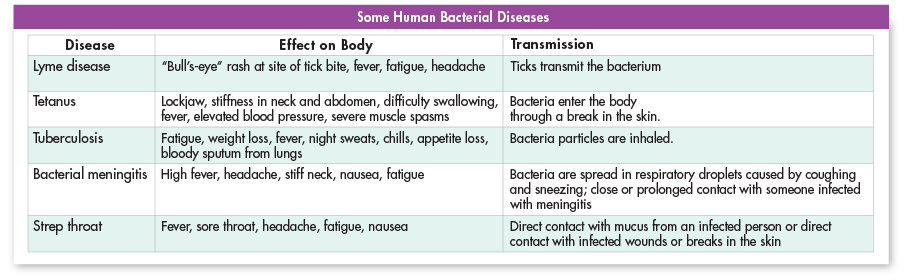 Some Human Bacterial Diseases
Disease Effect on Body Transmission
Lyme disease “Bull’s-eye” rash at site of tick bite, fever, fatigue, headache Ticks transmit the bacterium
Tetanus Lockjaw, stiffness in neck and abdomen, difficulty swallowing, Bacteria enter the body
fever, elevated blood pressure, severe muscle spasms through a break in the skin.
Tuberculosis Fatigue, weight loss, fever, night sweats, chills, appetite loss, Bacteria particles are inhaled.
bloody sputum from lungs
Bacterial meningitis High fever, headache, stiff neck, nausea, fatigue Bacteria are spread in respiratory droplets caused by coughing
and sneezing; close or prolonged contact with someone infected
with meningitis
Strep throat Fever, sore throat, headache, fatigue, nausea Direct contact with mucus from an infected person or direct
contact with infected wounds or breaks in the skin